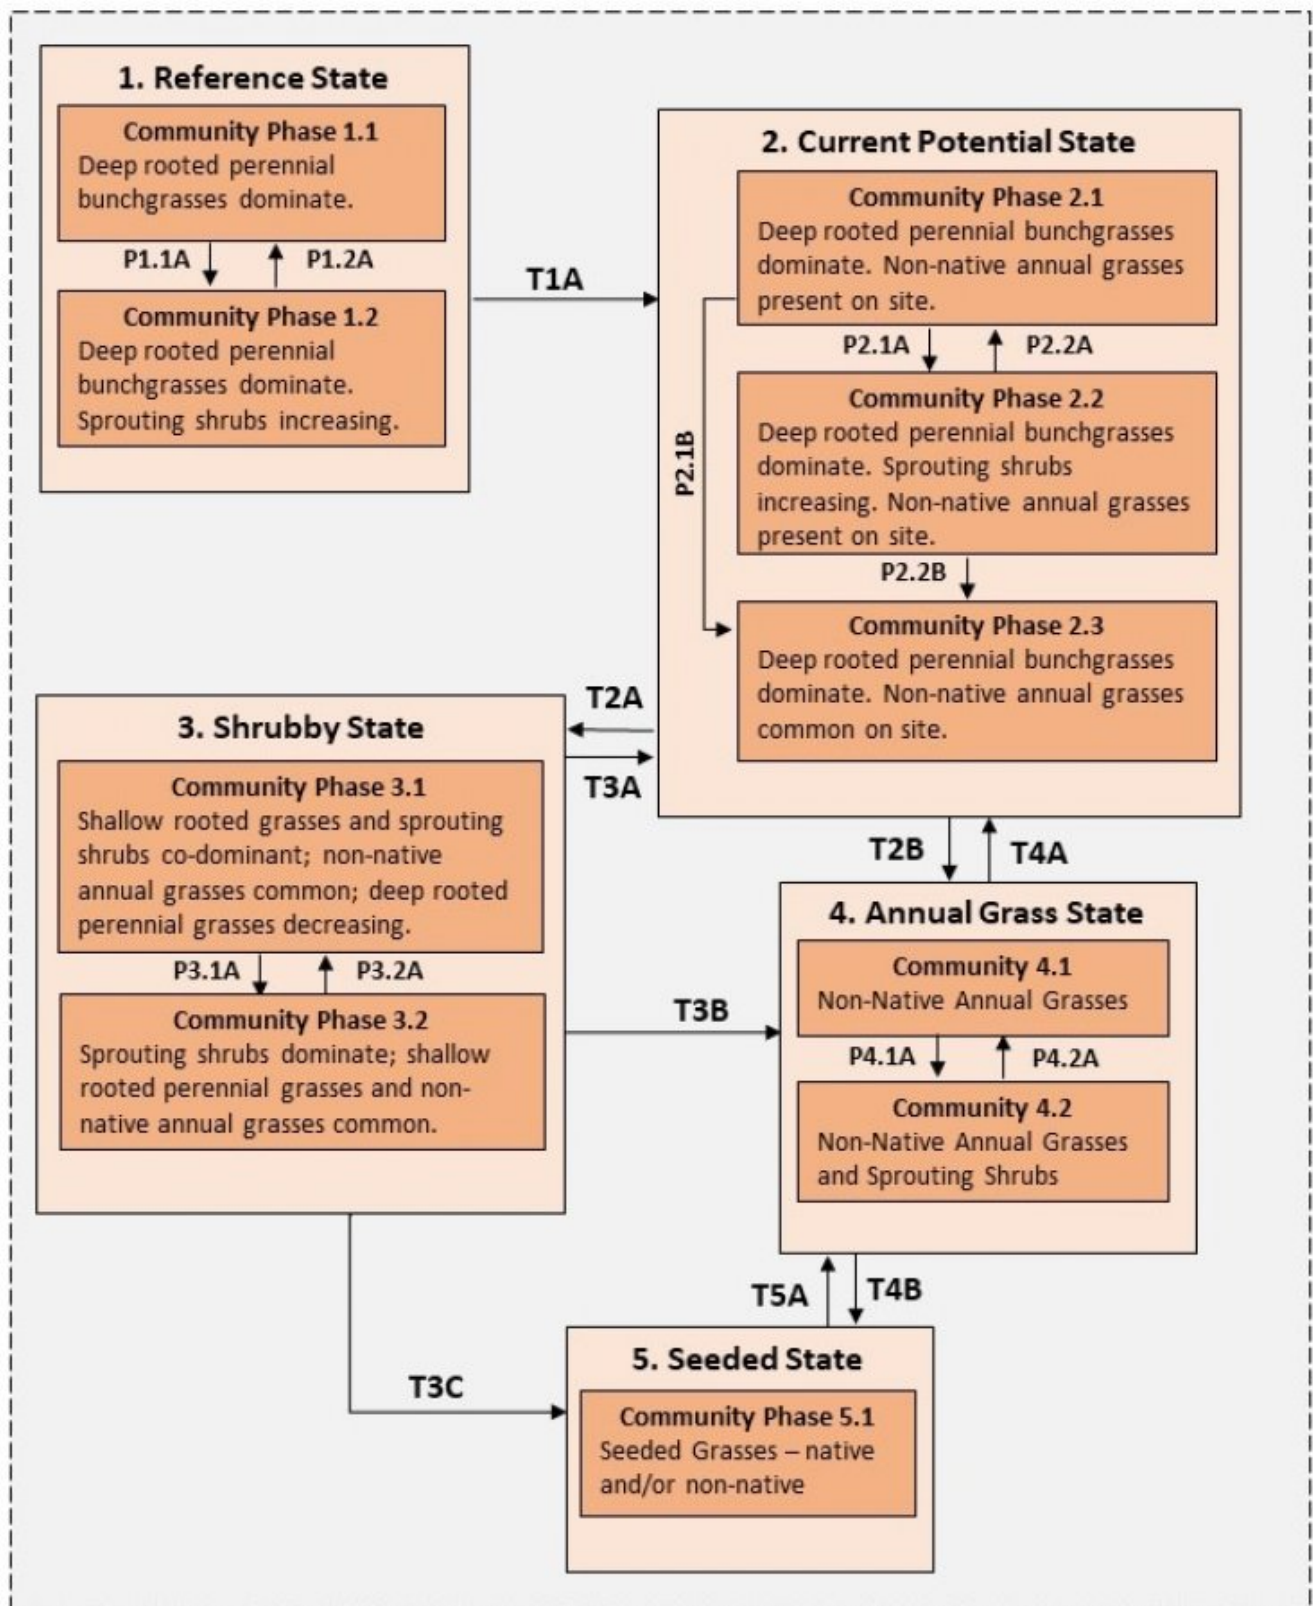 1. Reference State
Community Phase 1.1
Deep rooted perennial
bunchgrasses dominate.
P1.1A
P1.2A
Community Phase 1.2
Deep rooted perennial
bunchgrasses dominate.
Sprouting shrubs increasing.
T1A
2. Current Potential State
Community Phase 2.1
Deep rooted perennial bunchgrasses
dominate. Non-native annual grasses
present on site.
P2.1A
P2.2A
P2.1B
Community Phase 2.2
Deep rooted perennial bunchgrasses
dominate. Sprouting shrubs
increasing. Non-native annual grasses
present on site.
P2.2B
Community Phase 2.3
Deep rooted perennial bunchgrasses
dominate. Non-native annual grasses
common on site.
T2A
T3A
3. Shrubby State
Community Phase 3.1
Shallow rooted grasses and sprouting
shrubs co-dominant; non-native
annual grasses common; deep rooted
perennial grasses decreasing.
P3.1A
P3.2A
Community Phase 3.2
Sprouting shrubs dominate; shallow
rooted perennial grasses and non-
native annual grasses common.
T2B
T4A
T3B
4. Annual Grass State
Community 4.1
Non-Native Annual Grasses
P4.1A
P4.2A
Community 4.2
Non-Native Annual Grasses
and Sprouting Shrubs
T5A
T4B
T3C
5. Seeded State
Community Phase 5.1
Seeded Grasses – native
and/or non-native